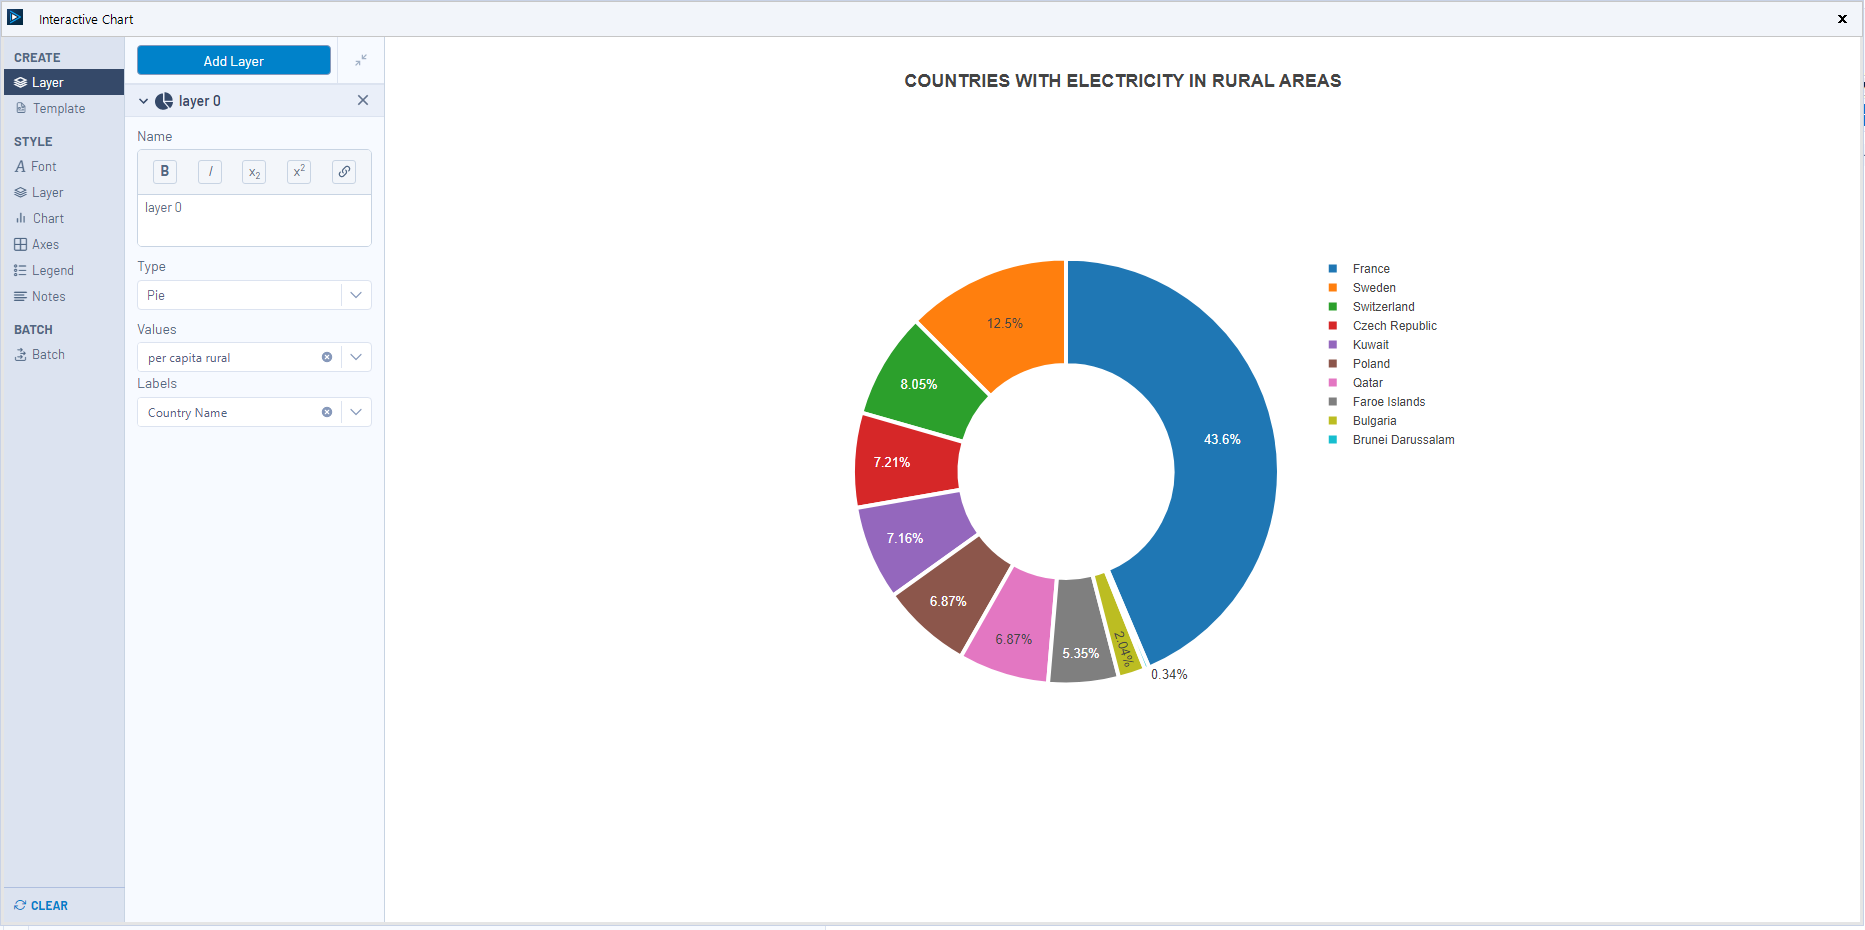 Interactive Chart
CREATE
Layer
Template
STYLE
Font
Layer
Chart
Axes
Legend
Notes
BATCH
Batch
CLEAR
Add Layer
layer 0
Name
B
I
x₂
x²
layer 0
Type
Pie
Values
per capita rural
Labels
Country Name
COUNTRIES WITH ELECTRICITY IN RURAL AREAS
12.5%
8.05%
7.21%
7.16%
6.87%
6.87%
5.35%
2.04%
0.34%
43.6%
France
Sweden
Switzerland
Czech Republic
Kuwait
Poland
Qatar
Faroe Islands
Bulgaria
Brunei Darussalam